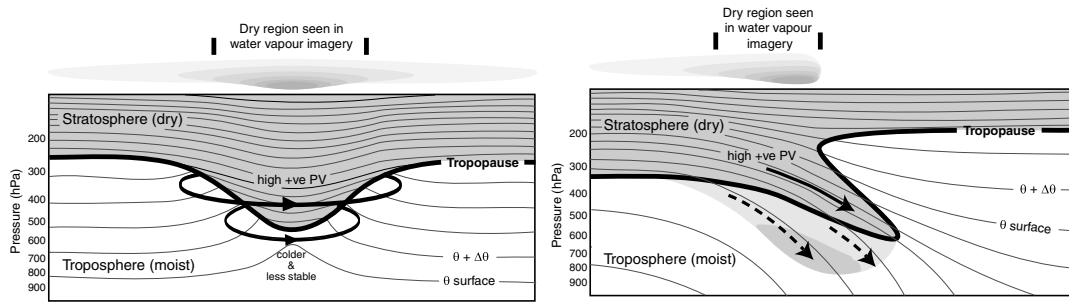 Dry region seen in
water vapour imagery
Stratosphere (dry)
200
300
400
500
600
700
800
900
Pressure (hPa)
Tropopause
high +ve PV
colder
&
less stable
θ + Δθ
θ surface
Troposphere (moist)
Dry region seen
in water vapour
imagery
Stratosphere (dry)
200
300
400
500
600
700
800
900
Pressure (hPa)
Tropopause
high +ve PV
θ + Δθ
θ surface
Troposphere (moist)